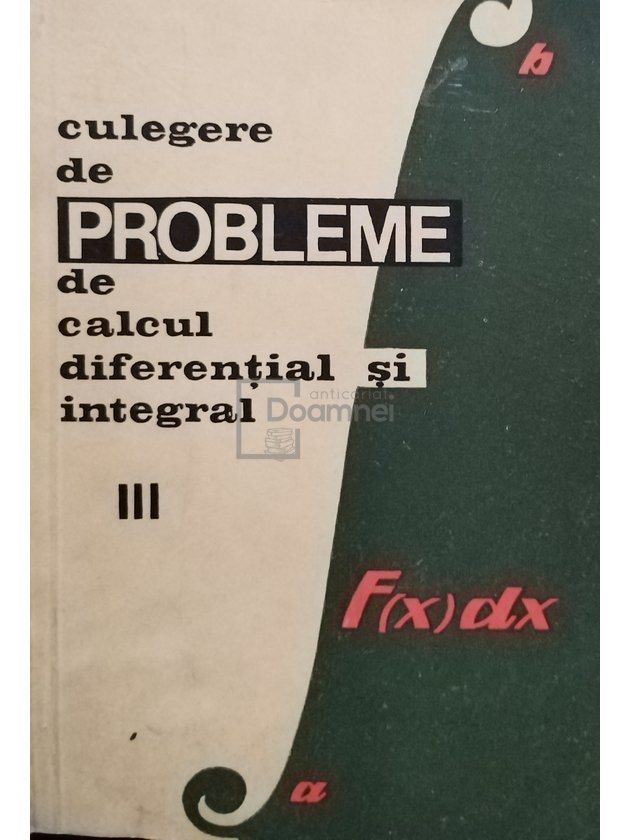 b
culegere
de
PROBLEME
de
calcul
diferențial și
integral
anticariat
Doamnei
III
F(x)dx
a